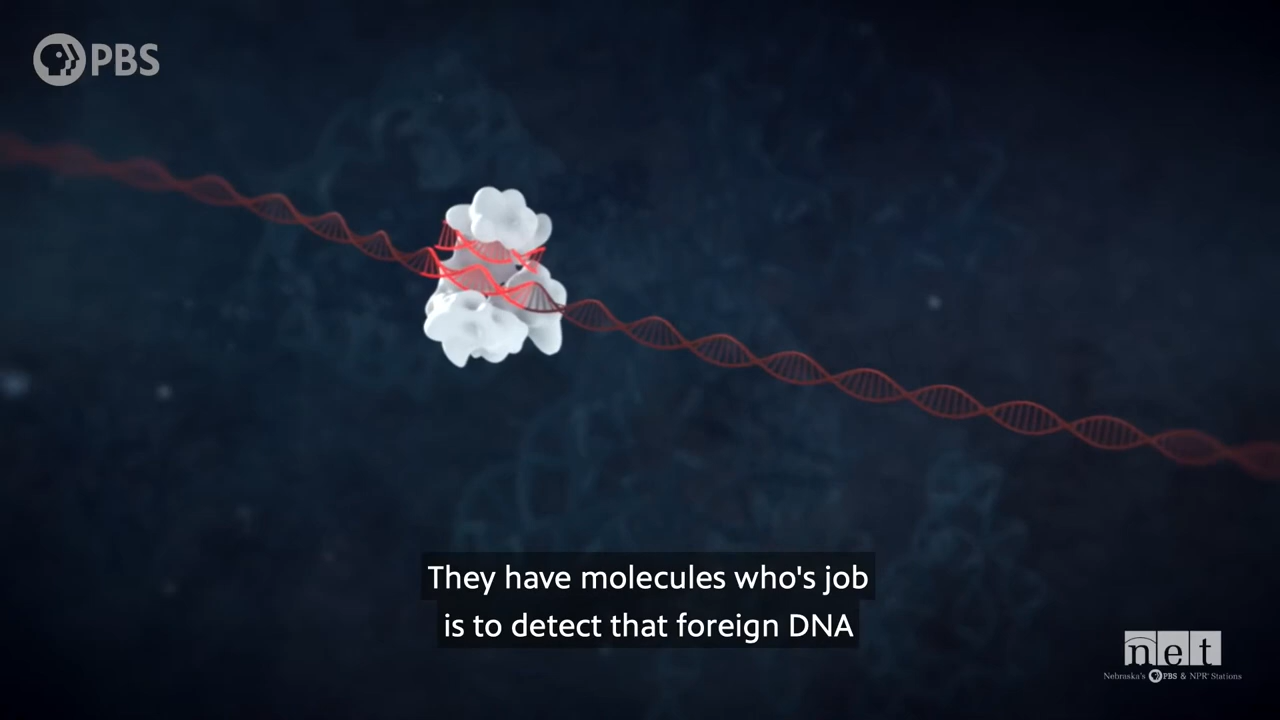 PBS
They have molecules who's job
is to detect that foreign DNA
net
Nebraska's PBS & NPR Stations